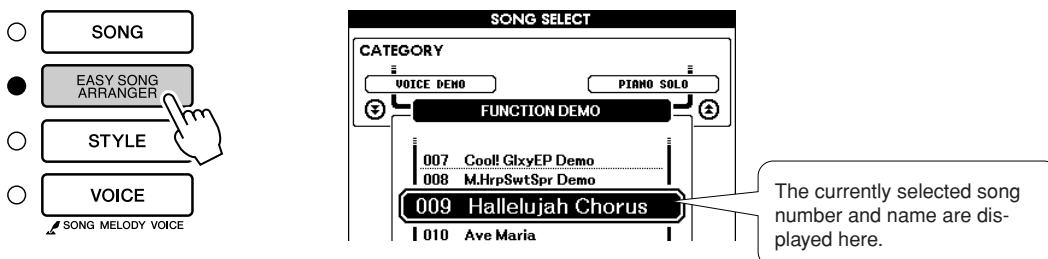 SONG
EASY SONG
ARRANGER
STYLE
VOICE
SONG MELODY VOICE
SONG SELECT
CATEGORY
VOICE DEMO
PIANO SOLO
FUNCTION DEMO
007 Cool! GlxyEP Demo
008 M.HrpSwtSpr Demo
009 Hallelujah Chorus
010 Ave Maria
The currently selected song
number and name are dis-
played here.